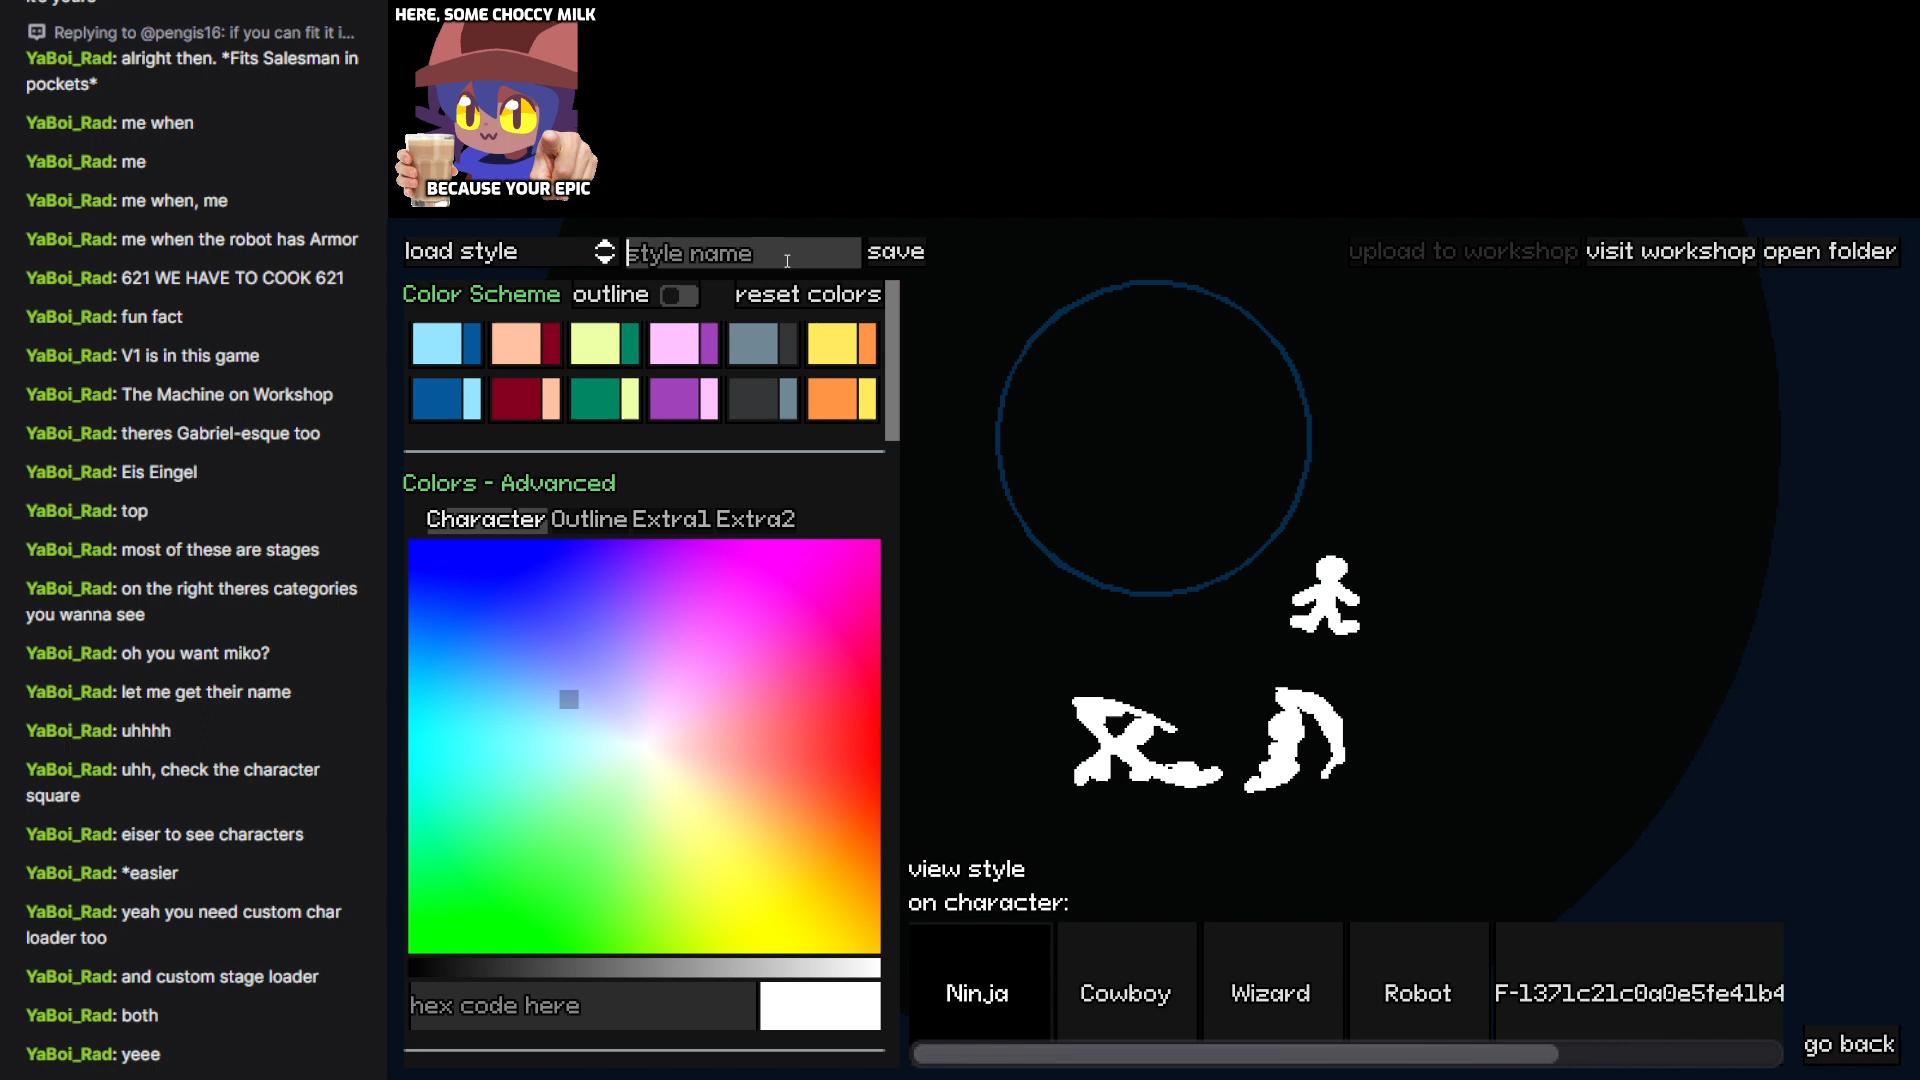 it's yours
Replying to @pengis16: if you can fit it i...
YaBoi_Rad: alright then. *Fits Salesman in
pockets*
YaBoi_Rad: me when
YaBoi_Rad: me
YaBoi_Rad: me when, me
YaBoi_Rad: me when the robot has Armor
YaBoi_Rad: 621 WE HAVE TO COOK 621
YaBoi_Rad: fun fact
YaBoi_Rad: V1 is in this game
YaBoi_Rad: The Machine on Workshop
YaBoi_Rad: theres Gabriel-esque too
YaBoi_Rad: Eis Eingel
YaBoi_Rad: top
YaBoi_Rad: most of these are stages
YaBoi_Rad: on the right theres categories
you wanna see
YaBoi_Rad: oh you want miko?
YaBoi_Rad: let me get their name
YaBoi_Rad: uhhhh
YaBoi_Rad: uhh, check the character
square
YaBoi_Rad: eiser to see characters
YaBoi_Rad: *easier
YaBoi_Rad: yeah you need custom char
loader too
YaBoi_Rad: and custom stage loader
YaBoi_Rad: both
YaBoi_Rad: yeee
HERE, SOME CHOCCY MILK
BECAUSE YOUR EPIC
load style
style name
save
upload to workshop
visit workshop
open folder
Color Scheme
outline
reset colors
Colors - Advanced
Character Outline Extra1 Extra2
hex code here
view style
on character:
Ninja
Cowboy
Wizard
Robot
F-1371c21c0a0e5fe41b4
go back